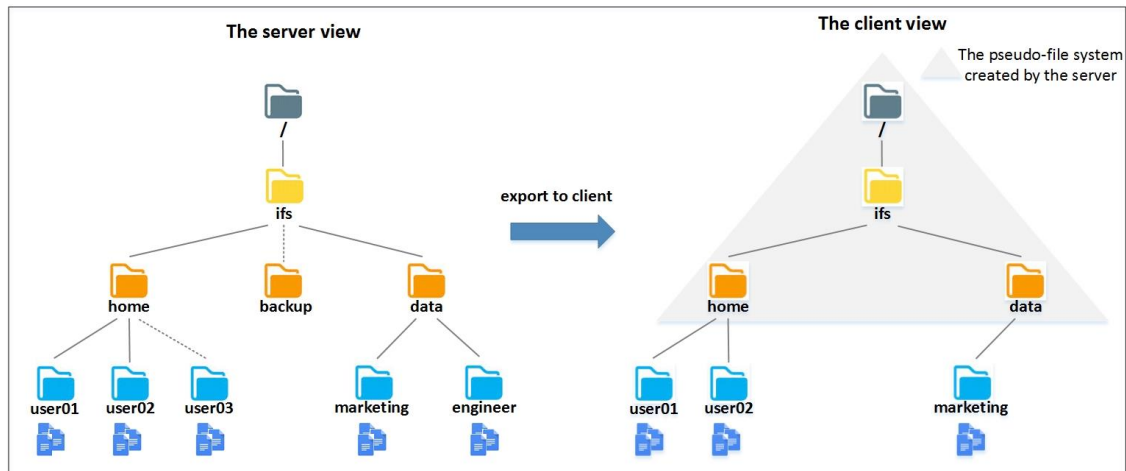 The server view
The client view
The pseudo-file system
created by the server
/
/
ifs
export to client
ifs
home
backup
data
home
data
user01
user02
user03
marketing
engineer
user01
user02
marketing